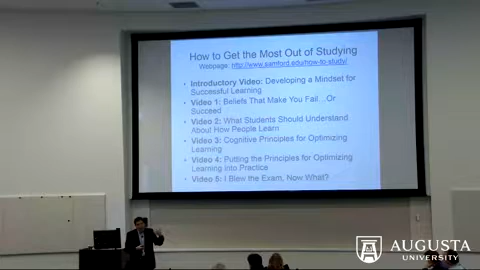 How to Get the Most Out of Studying
Webpage: http://www.samford.edu/how-to-study/
• Introductory Video: Developing a Mindset for
Successful Learning
• Video 1: Beliefs That Make You Fail…Or
Succeed
• Video 2: What Students Should Understand
About How People Learn
• Video 3: Cognitive Principles for Optimizing
Learning
• Video 4: Putting the Principles for Optimizing
Learning into Practice
• Video 5: I Blew the Exam, Now What?
AUGUSTA
UNIVERSITY